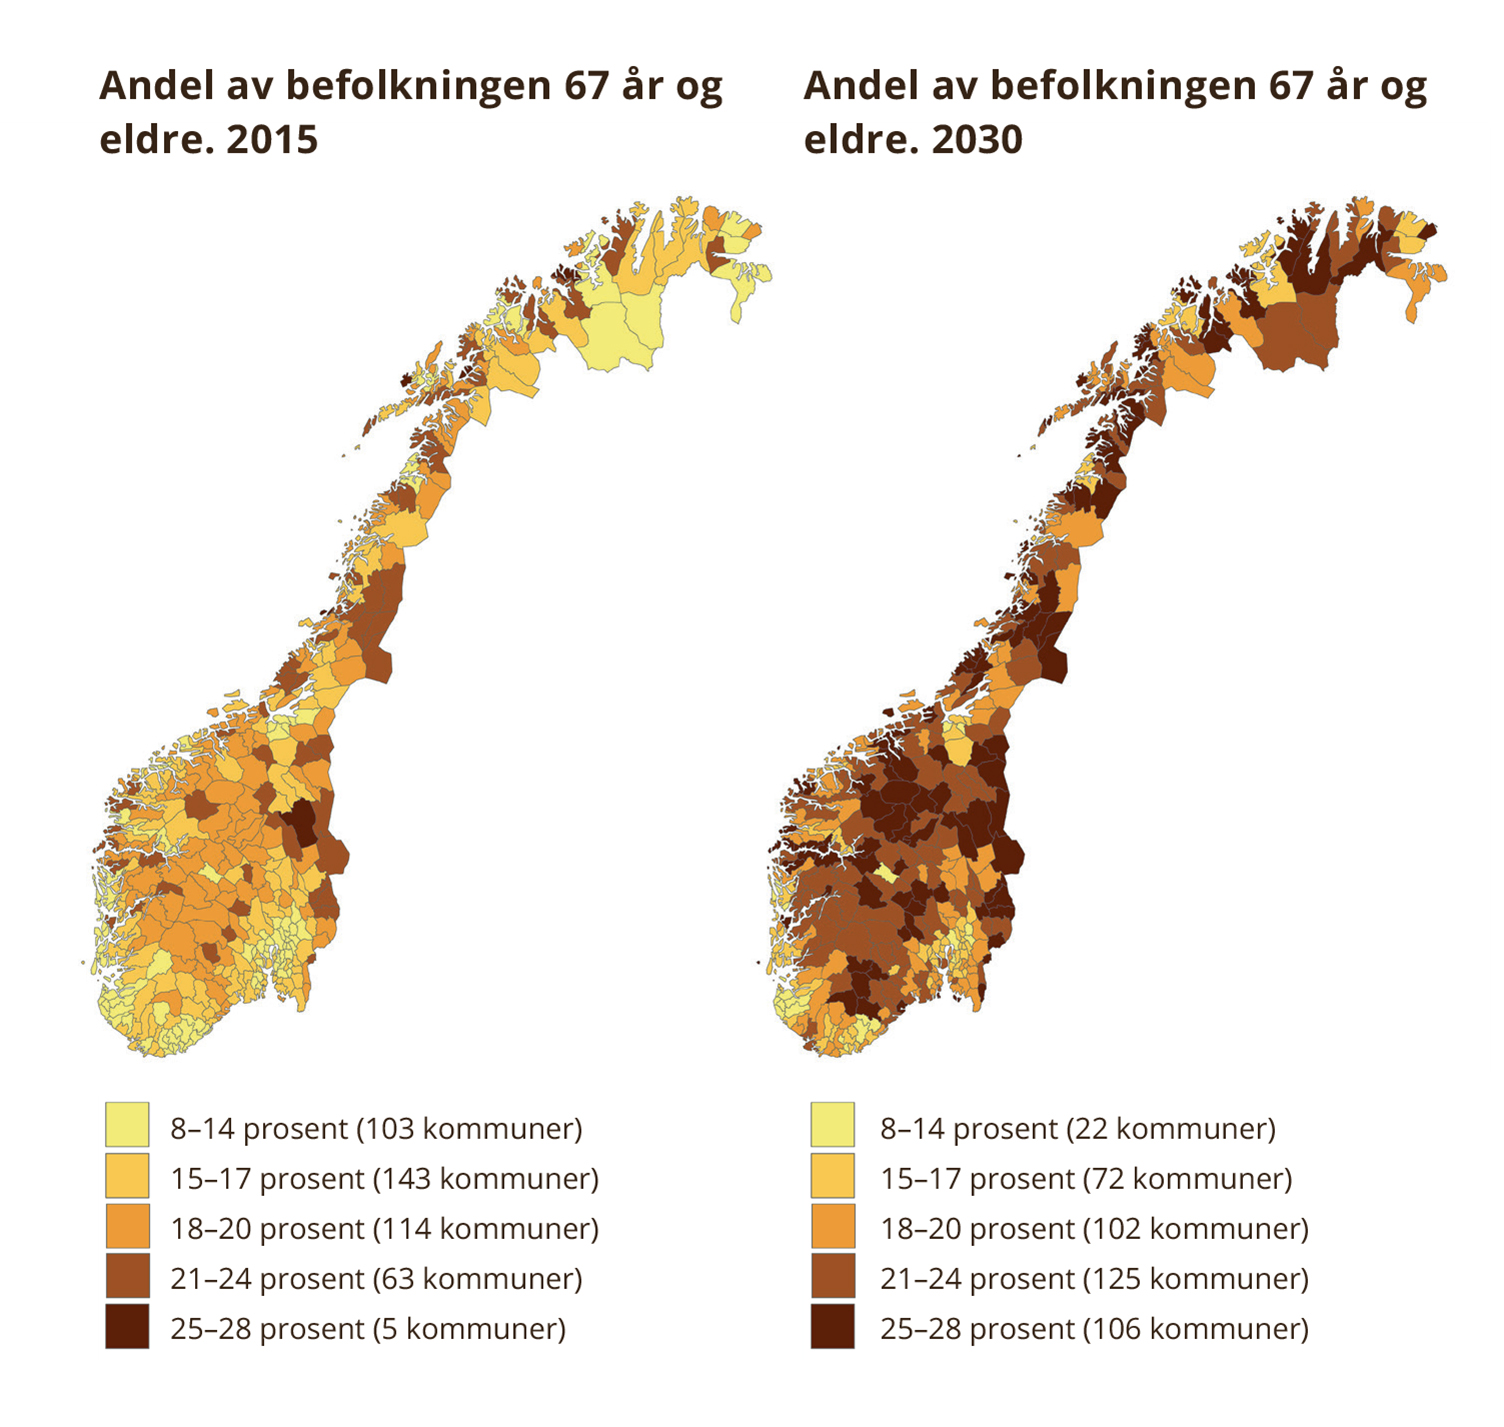 Andel av befolkningen 67 år og
eldre. 2015
Andel av befolkningen 67 år og
eldre. 2030
8–14 prosent (103 kommuner)
15–17 prosent (143 kommuner)
18–20 prosent (114 kommuner)
21–24 prosent (63 kommuner)
25–28 prosent (5 kommuner)
8–14 prosent (22 kommuner)
15–17 prosent (72 kommuner)
18–20 prosent (102 kommuner)
21–24 prosent (125 kommuner)
25–28 prosent (106 kommuner)